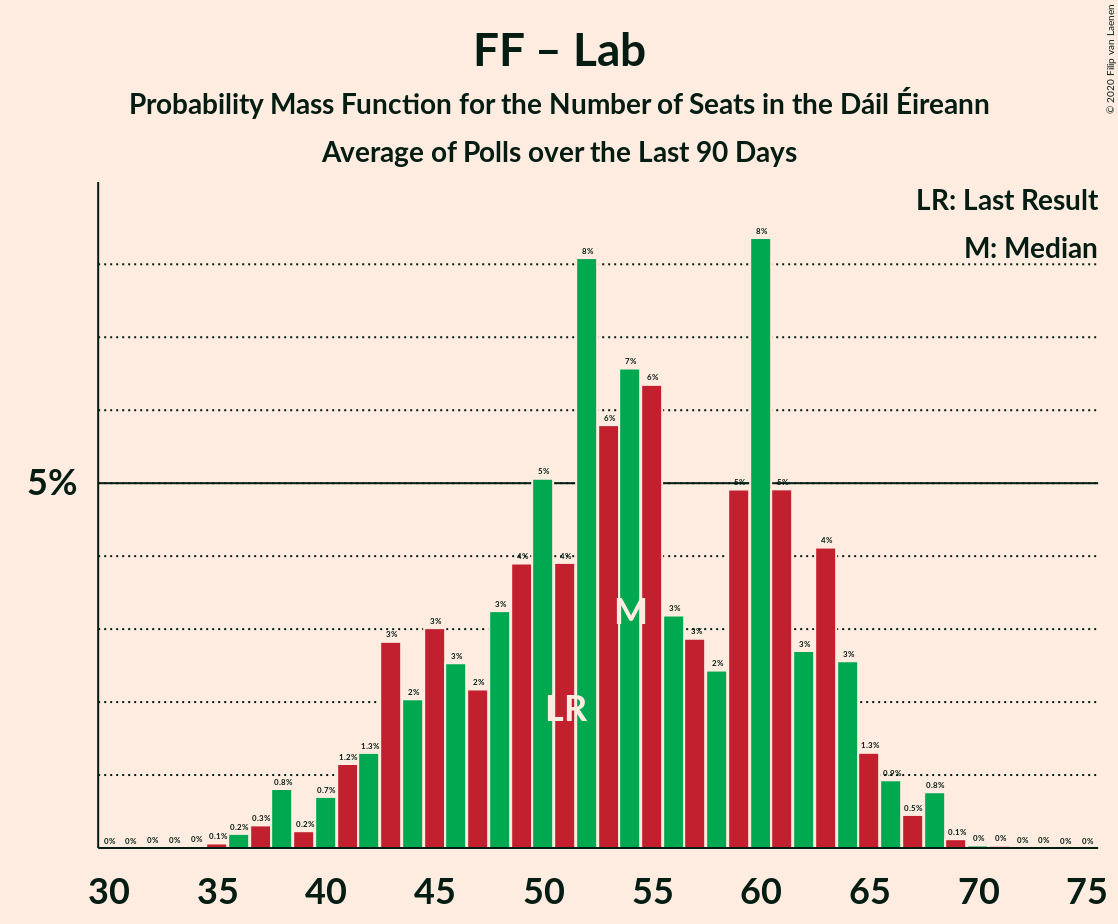 FF – Lab
Probability Mass Function for the Number of Seats in the Dáil Éireann
Average of Polls over the Last 90 Days
© 2020 Filip van Laenen
LR: Last Result
M: Median
5%
0% 0% 0% 0% 0% 0.1% 0.2% 0.3% 0.8% 0.2% 0.7% 1.2% 1.3% 3% 2% 3% 3% 2% 3% 4% 5% 4% 8% 6% 7% 6% 3% 3% 2% 5% 8% 5% 3% 4% 3% 1.3% 0.9% 0.5% 0.8% 0.1% 0% 0% 0% 0% 0% 0%
M
LR
30 35 40 45 50 55 60 65 70 75